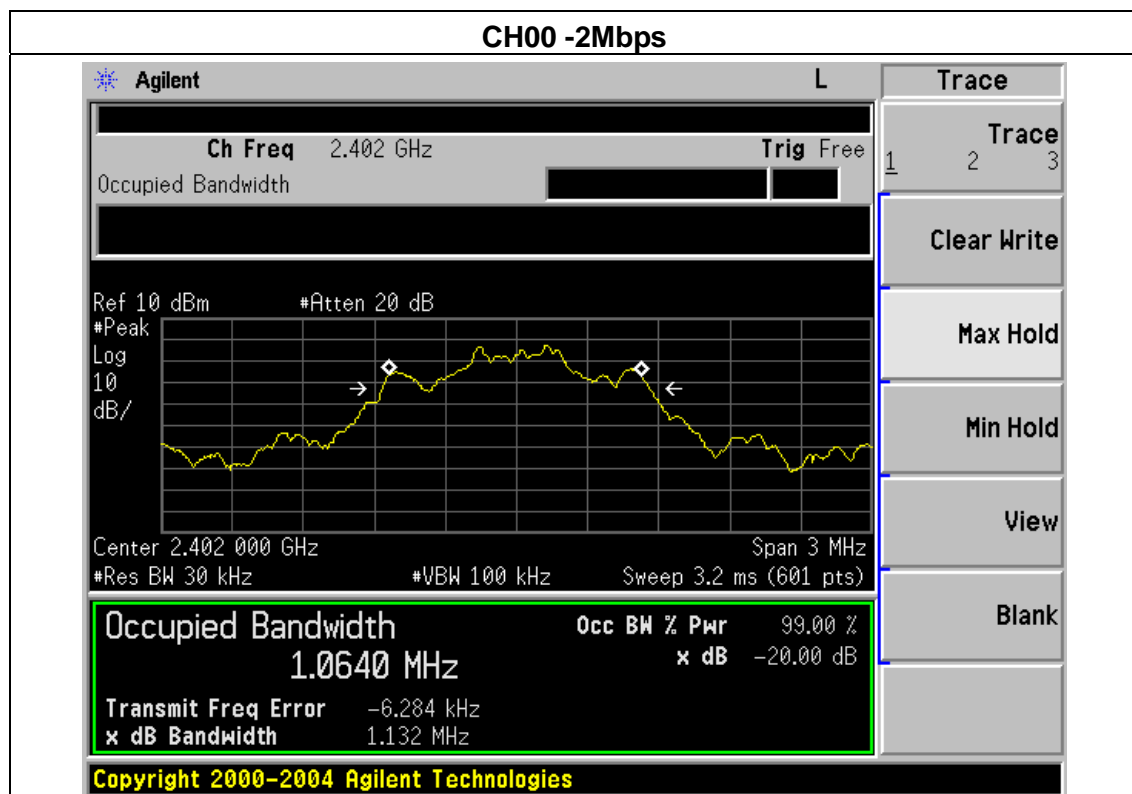 CH00 -2Mbps
Agilent L Trace
Ch Freq 2.402 GHz Trig Free
Occupied Bandwidth
Trace
1 2 3
Clear Write
Max Hold
Min Hold
View
Blank
Ref 10 dBm #Atten 20 dB
#Peak
Log
10
dB/
Center 2.402 000 GHz Span 3 MHz
#Res BW 30 kHz #VBW 100 kHz Sweep 3.2 ms (601 pts)
Occupied Bandwidth Occ BW % Pwr 99.00 %
1.0640 MHz x dB -20.00 dB
Transmit Freq Error -6.284 kHz
x dB Bandwidth 1.132 MHz
Copyright 2000-2004 Agilent Technologies